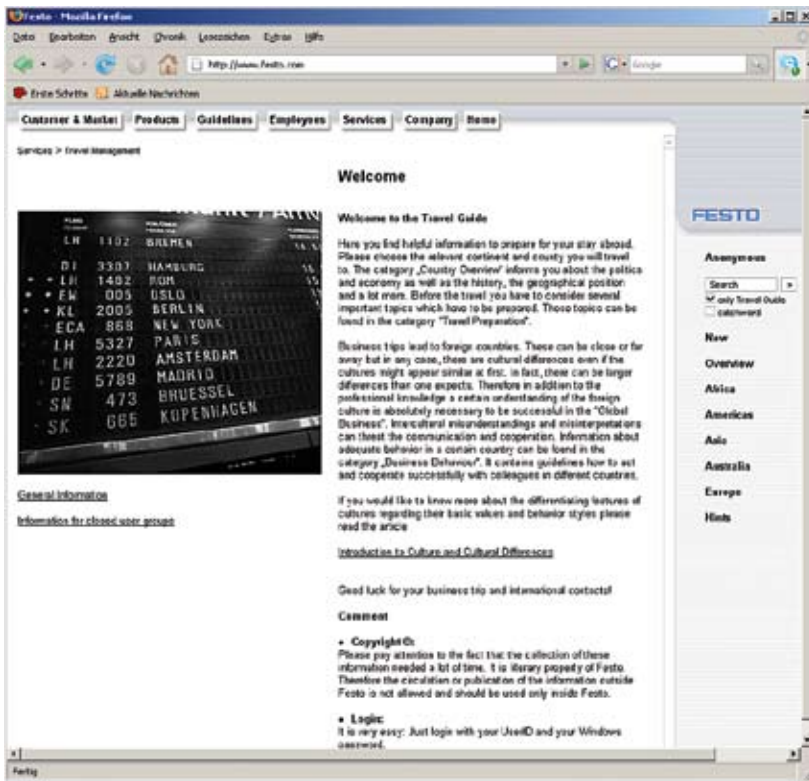 Festo - Mozilla Firefox
Datei Bearbeiten Ansicht Chronik Lesezeichen Extras Hilfe
http://www.festo.com
Google
Erste Schritte Aktuelle Nachrichten
Customer & Market Products Guidelines Employees Services Company Home
Services > Travel Management
LH 1102 BREMEN
DI 3307 HAMBURG
LH 1482 ROM
EW 005 OSLO
KL 2005 BERLIN
ECA 868 NEW YORK
LH 5327 PARIS
LH 2220 AMSTERDAM
DE 5789 MADRID
SN 473 BRUESSEL
SK 665 KOPENHAGEN
General Information
Information for closed user groups
Welcome
Welcome to the Travel Guide
Here you find helpful information to prepare for your stay abroad.
Please choose the relevant continent and county you will travel
to. The category „Country Overview" informs you about the politics
and economy as well as the history, the geographical position
and a lot more. Before the travel you have to consider several
important topics which have to be prepared. These topics can be
found in the category "Travel Preparation".
Business trips lead to foreign countries. These can be close or far
away but in any case, there are cultural differences even if the
cultures might appear similar at first. In fact, there can be larger
differences than one expects. Therefore in addition to the
professional knowledge a certain understanding of the foreign
culture is absolutely necessary to be successful in the "Global
Business". Intercultural misunderstandings and misinterpretations
can threat the communication and cooperation. Information about
adequate behavior in a certain country can be found in the
category „Business Behaviour". It contains guidelines how to act
and cooperate successfully with colleagues in different countries.
If you would like to know more about the differentiating features of
cultures regarding their basic values and behavior styles please
read the article
Introduction to Culture and Cultural Differences
Good luck for your business trip and international contacts!
Comment
• Copyright©:
Please pay attention to the fact that the collection of these
information needed a lot of time. It is literary property of Festo.
Therefore the circulation or publication of the information outside
Festo is not allowed and should be used only inside Festo.
• Login:
It is very easy: Just login with your UserID and your Windows
password.
FESTO
Anonymous
Search
only Travel Guide
catchword
New
Overview
Africa
Americas
Asia
Australia
Europe
Hints
Fertig